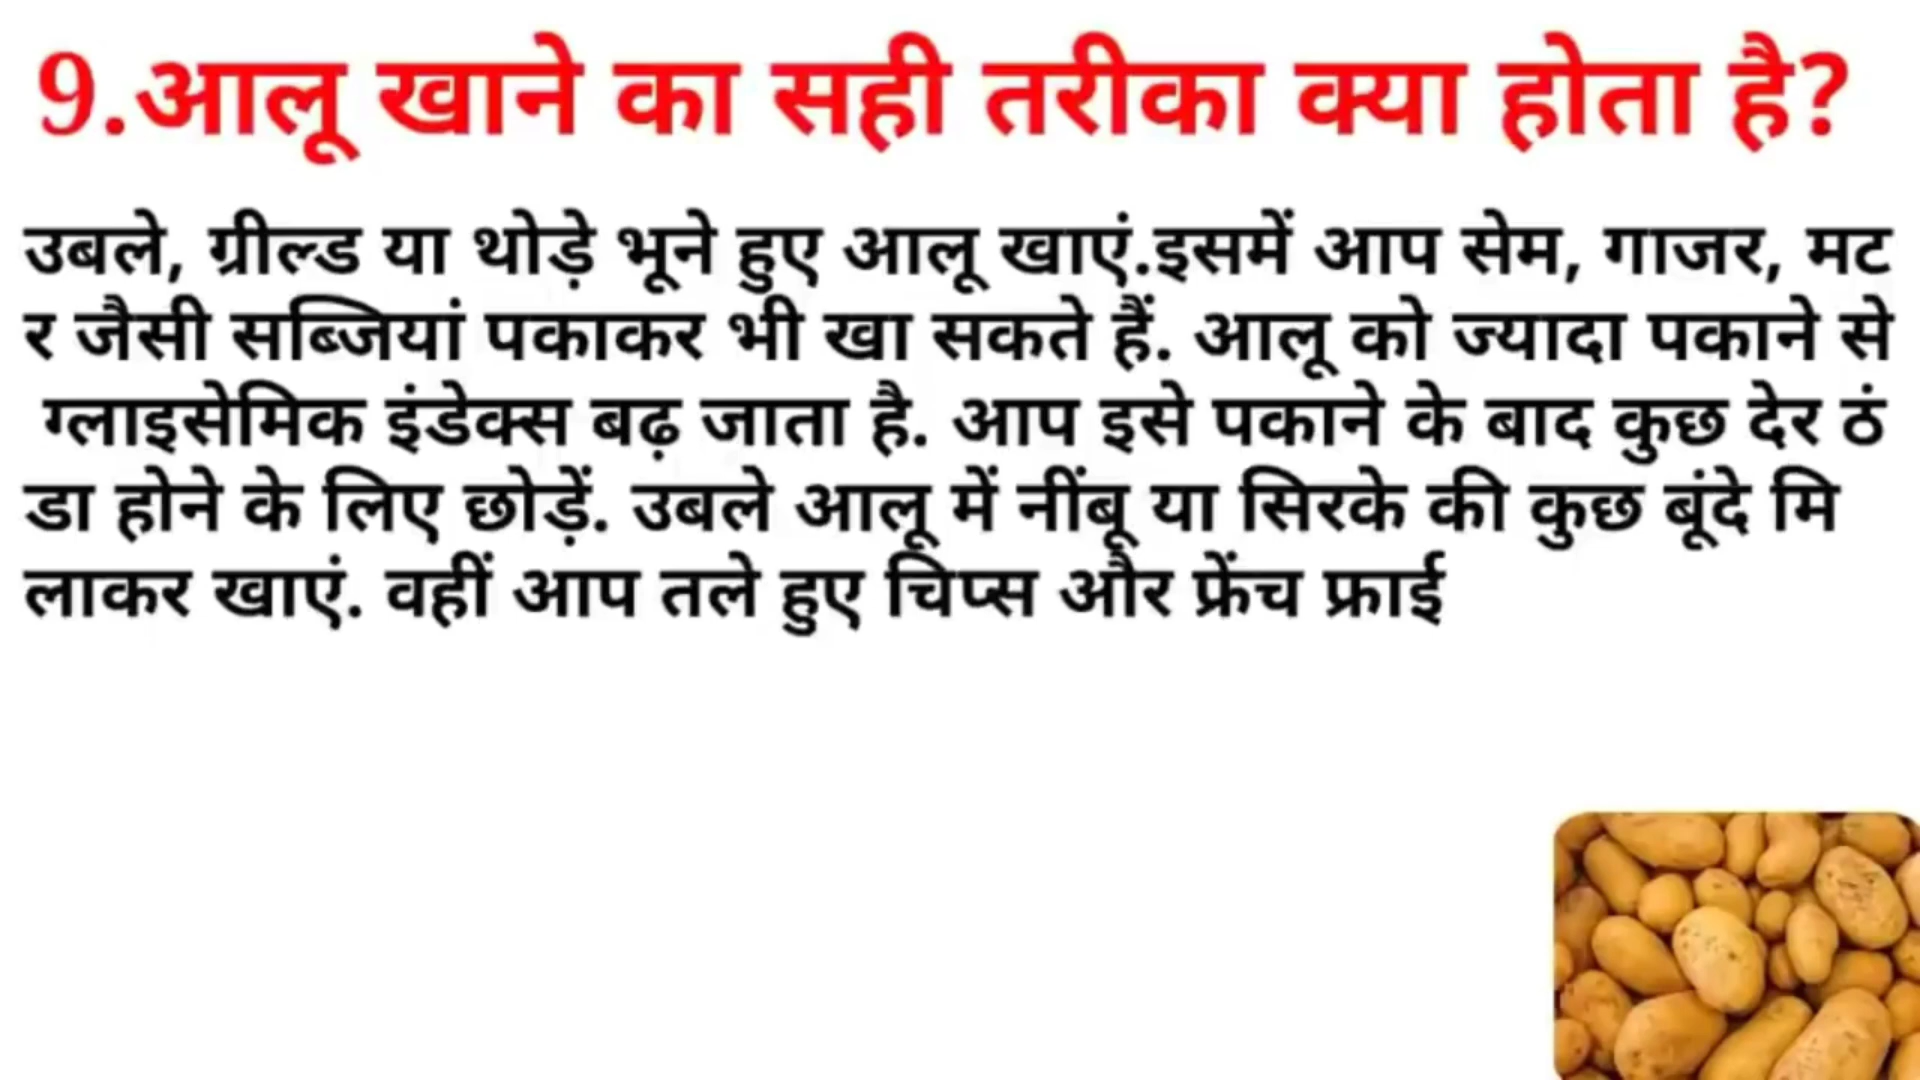 9.आलू खाने का सही तरीका क्या होता है?
उबले, ग्रील्ड या थोड़े भूने हुए आलू खाएं.इसमें आप सेम, गाजर, मट
र जैसी सब्जियां पकाकर भी खा सकते हैं. आलू को ज्यादा पकाने से
ग्लाइसेमिक इंडेक्स बढ़ जाता है. आप इसे पकाने के बाद कुछ देर ठं
डा होने के लिए छोड़ें. उबले आलू में नींबू या सिरके की कुछ बूंदे मि
लाकर खाएं. वहीं आप तले हुए चिप्स और फ्रेंच फ्राई